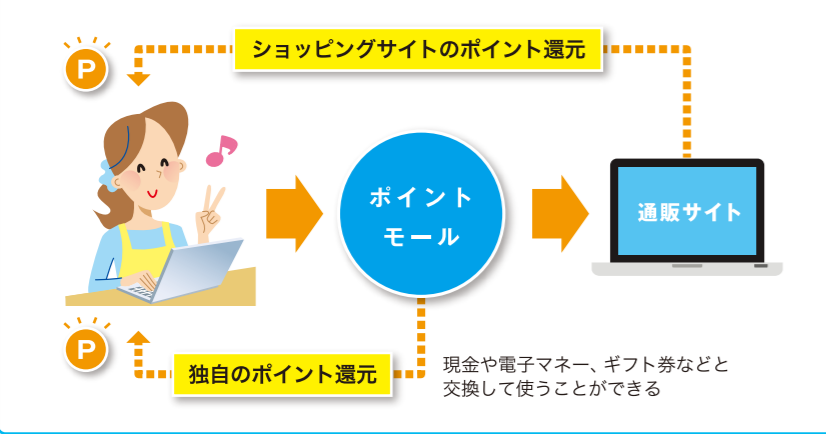 ショッピングサイトのポイント還元
P
ポイント
モール
通販サイト
P
独自のポイント還元
現金や電子マネー、ギフト券などと
交換して使うことができる